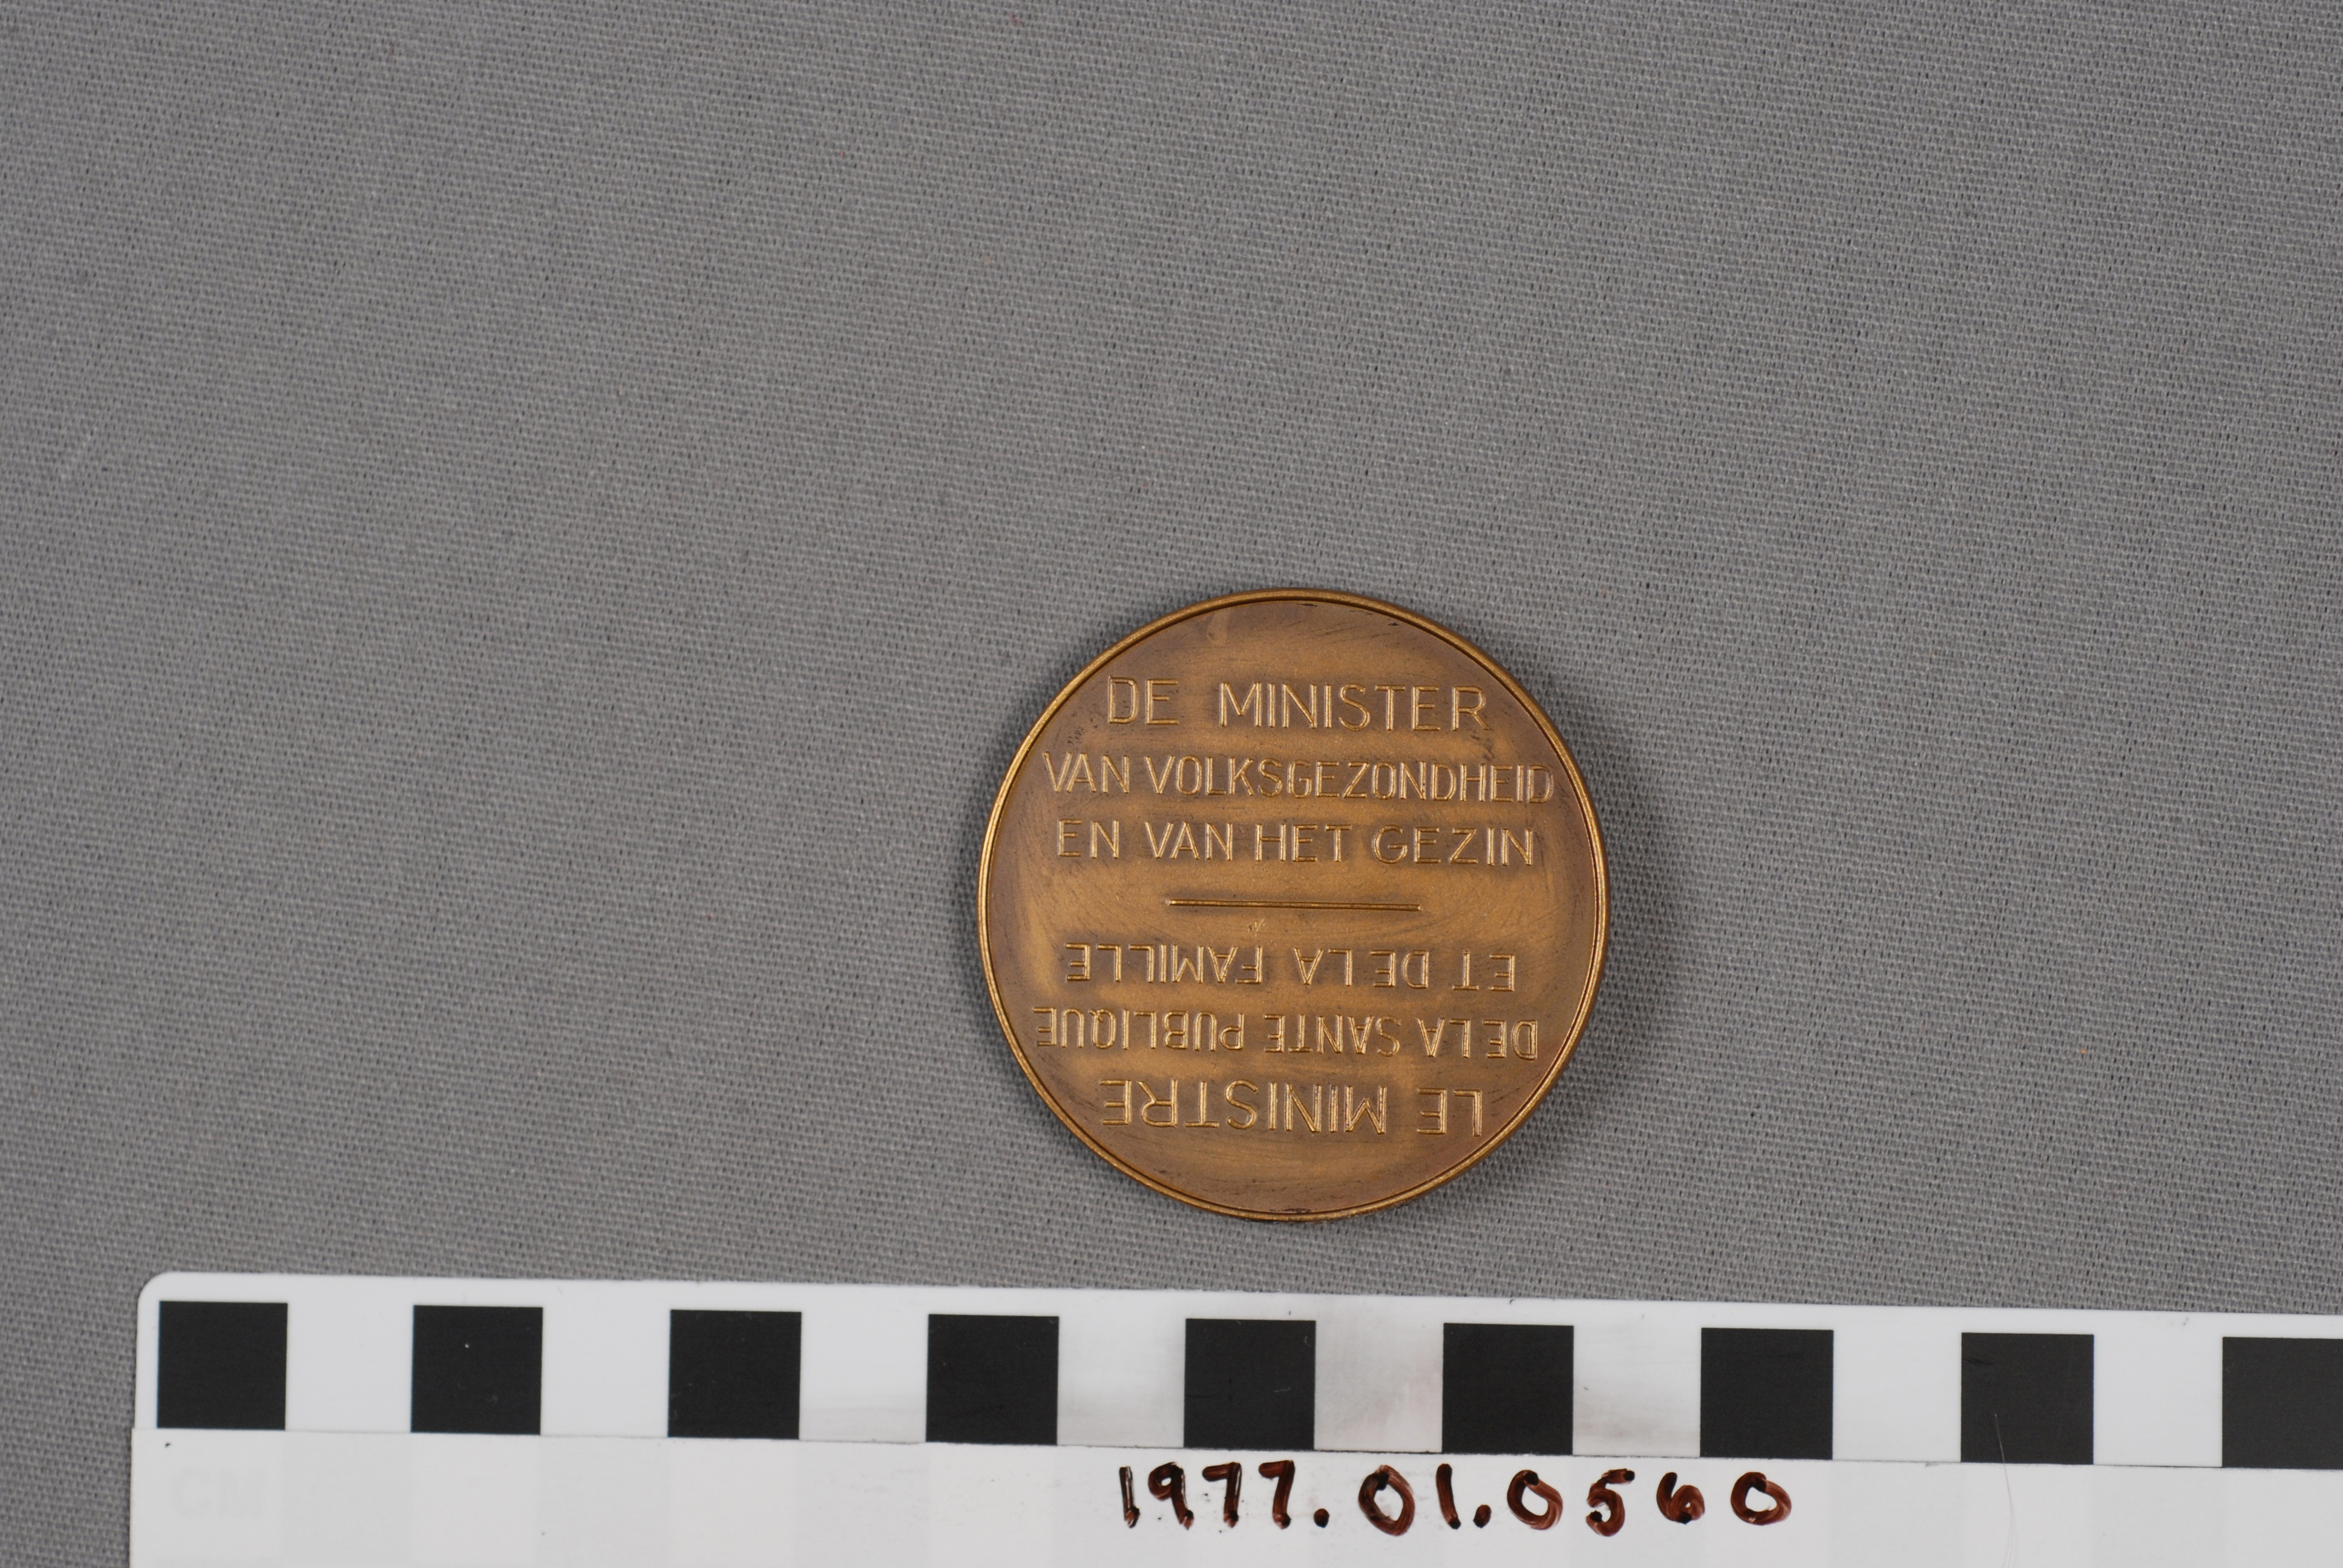 DE MINISTER
VAN VOLKSGEZONDHEID
EN VAN HET GEZIN
LE MINISTRE
DE LA SANTE PUBLIQUE
ET DE LA FAMILLE
CM
1977.01.0560